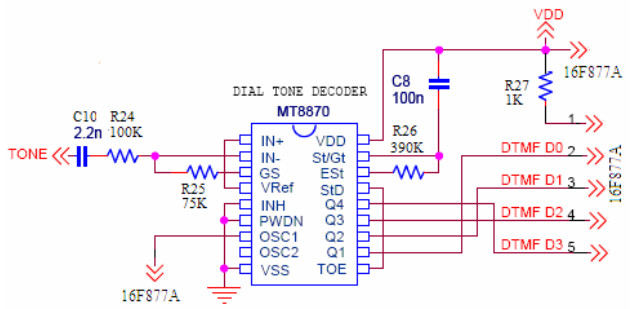 VDD
16F877A
C8
100n
R27
1K
DIAL TONE DECODER
MT8870
C10
2.2n
R24
100K
R26
390K
1
TONE
IN+
VDD
IN-
St/Gt
DTMF D0
2
GS
ESt
R25
75K
VRef
StD
DTMF D1
3
INH
Q4
DTMF D2
4
PWDN
Q3
OSC1
Q2
DTMF D3
5
OSC2
Q1
VSS
TOE
16F877A
16F877A